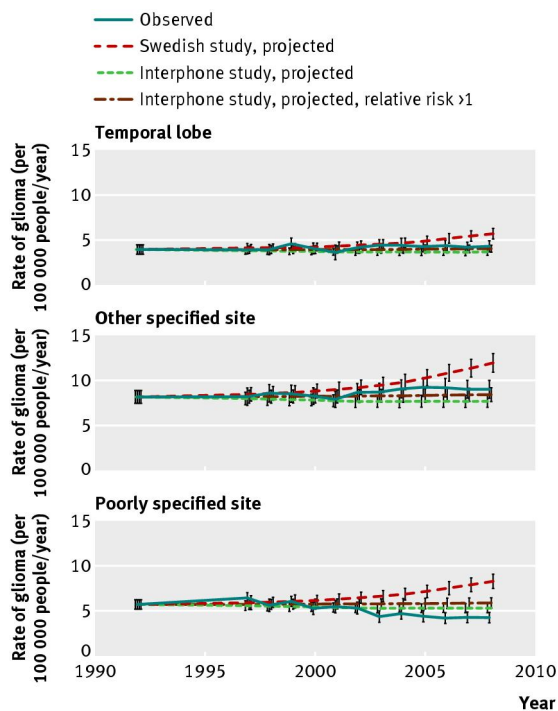 Observed
Swedish study, projected
Interphone study, projected
Interphone study, projected, relative risk >1
Temporal lobe
Rate of glioma (per
100 000 people/year)
15
10
5
0
Other specified site
Rate of glioma (per
100 000 people/year)
15
10
5
0
Poorly specified site
Rate of glioma (per
100 000 people/year)
15
10
5
0
1990 1995 2000 2005 2010
Year